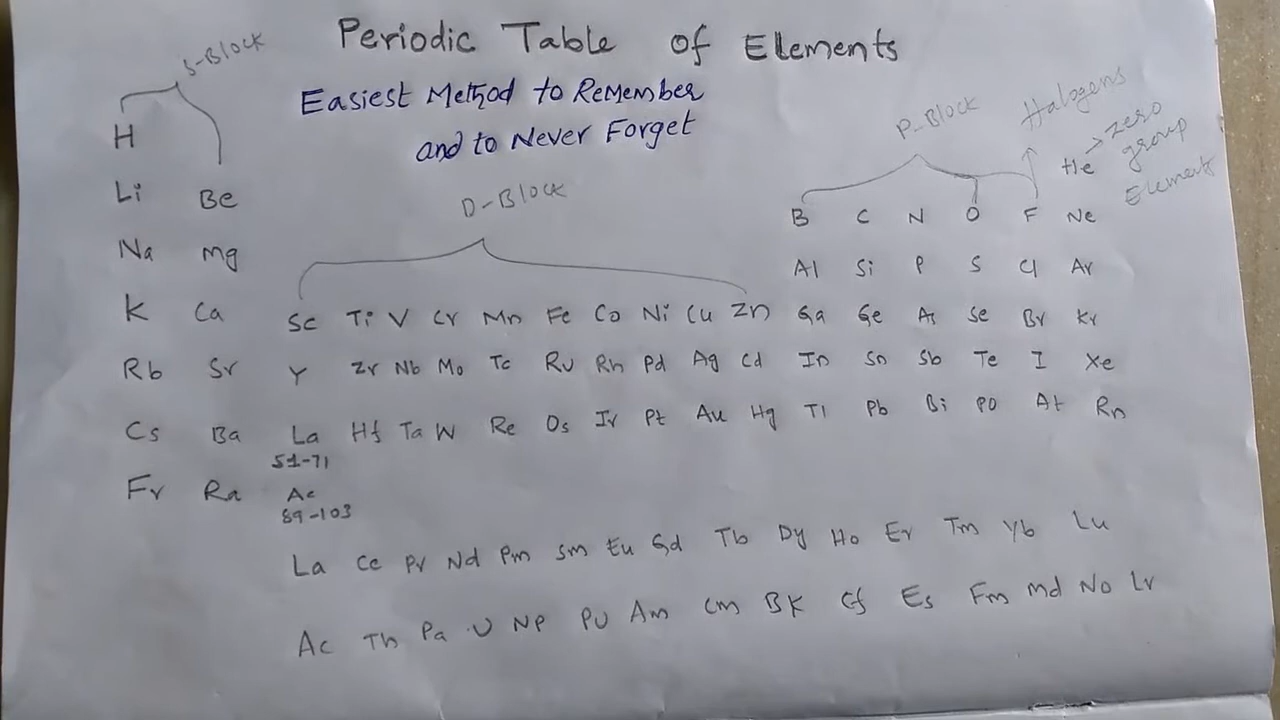 Periodic Table of Elements
S-Block
Easiest Method to Remember
and to Never Forget
P-Block
Halogens
zero
group
Elements
D-Block
H He
Li Be B C N O F Ne
Na Mg Al Si P S Cl Ar
K Ca Sc Ti V Cr Mn Fe Co Ni Cu Zn Ga Ge As Se Br Kr
Rb Sr Y Zr Nb Mo Tc Ru Rh Pd Ag Cd In Sn Sb Te I Xe
Cs Ba La Hf Ta W Re Os Ir Pt Au Hg Tl Pb Bi PO At Rn
51-71
Fr Ra Ac
89-103
La Ce Pr Nd Pm Sm Eu Gd Tb Dy Ho Er Tm Yb Lu
Ac Th Pa U NP PU Am Cm BK Cf Es Fm Md No Lr